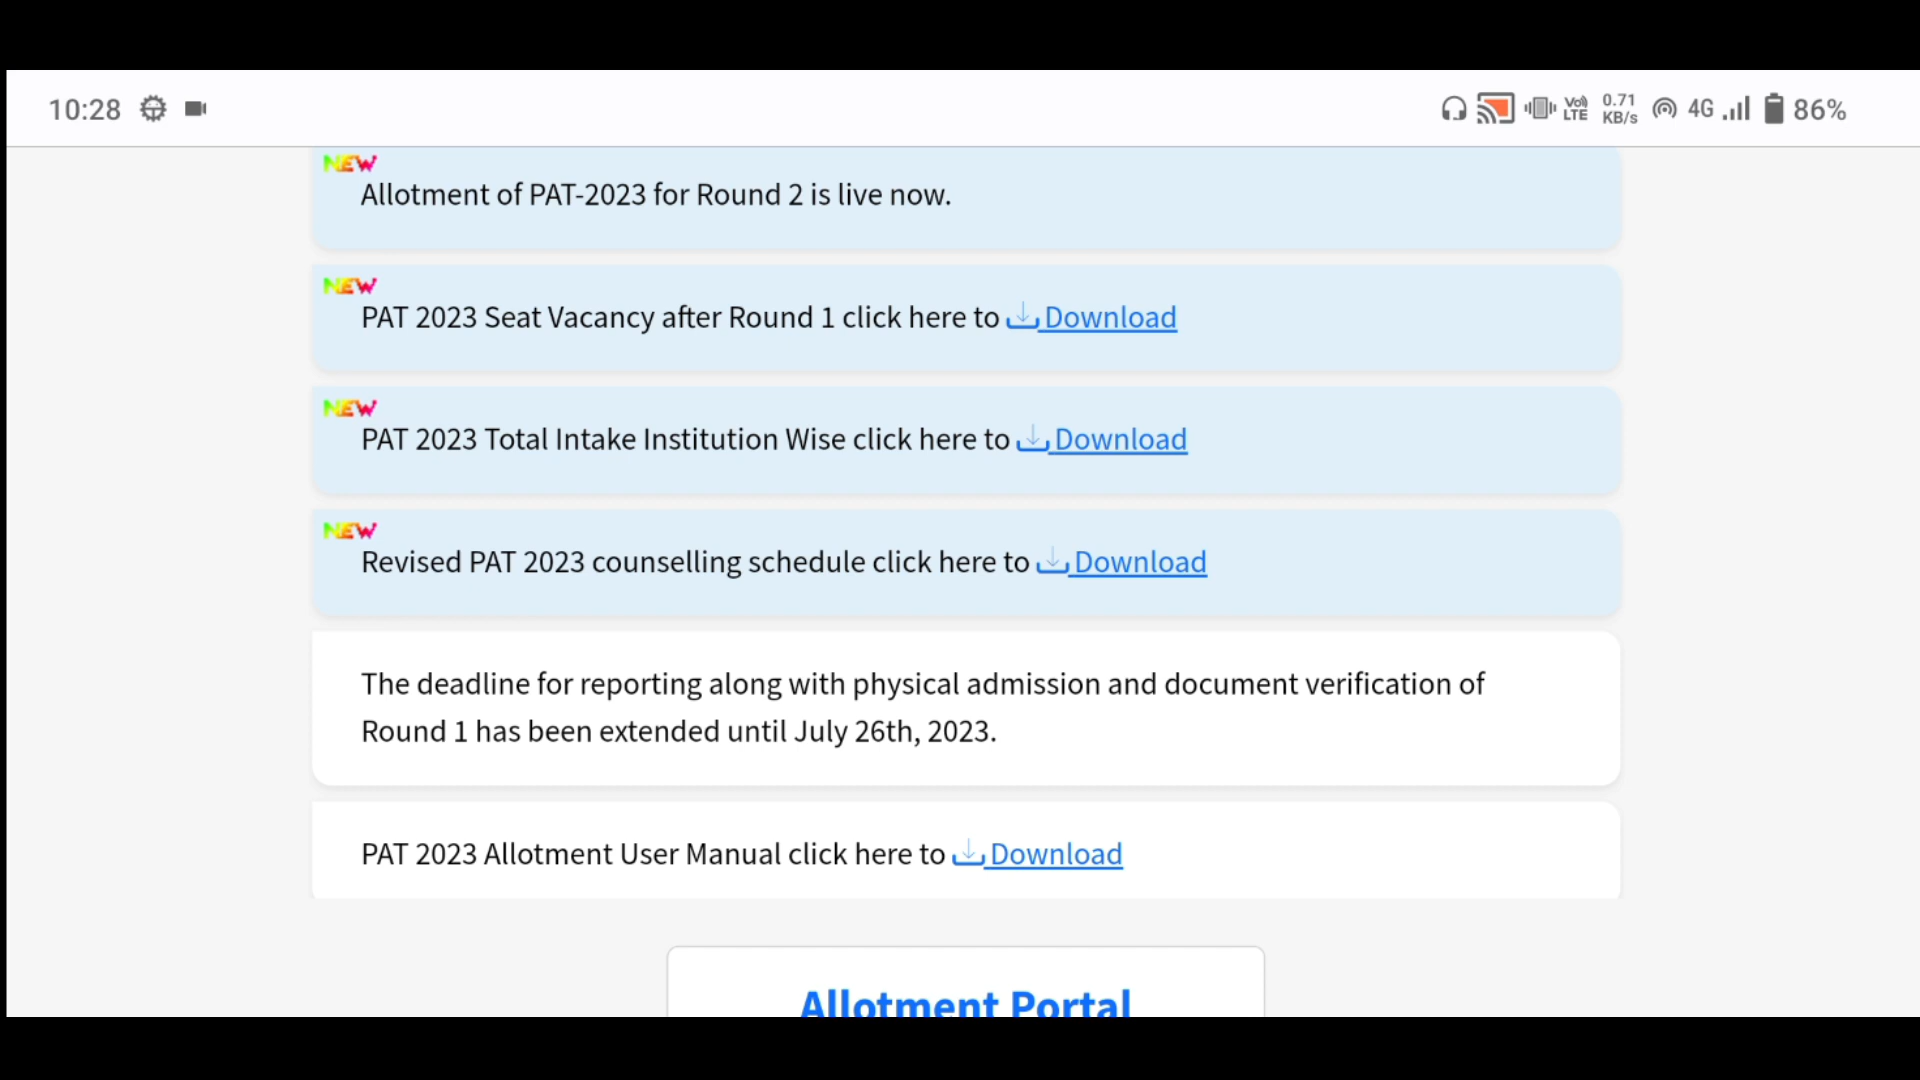 10:28
VoI) LTE 0.71 KB/s 4G 86%
NEW
Allotment of PAT-2023 for Round 2 is live now.
NEW
PAT 2023 Seat Vacancy after Round 1 click here to Download
NEW
PAT 2023 Total Intake Institution Wise click here to Download
NEW
Revised PAT 2023 counselling schedule click here to Download
The deadline for reporting along with physical admission and document verification of
Round 1 has been extended until July 26th, 2023.
PAT 2023 Allotment User Manual click here to Download
Allotment Portal